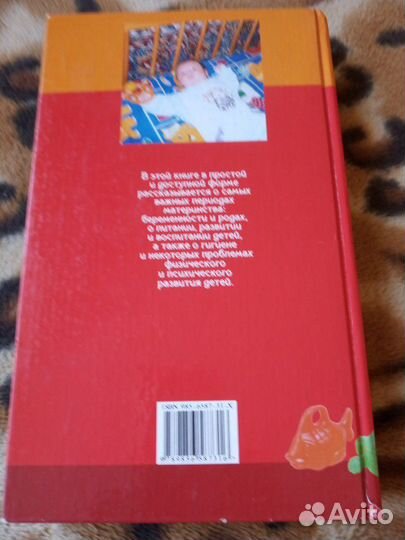 В этой книге в простой
и доступной форме
рассказывается о самых
важных периодах
материнства:
беременности и родах,
о питании, развитии
и воспитании детей,
а также о гигиене
и некоторых проблемах
физического
и психического
развития детей.
Avito